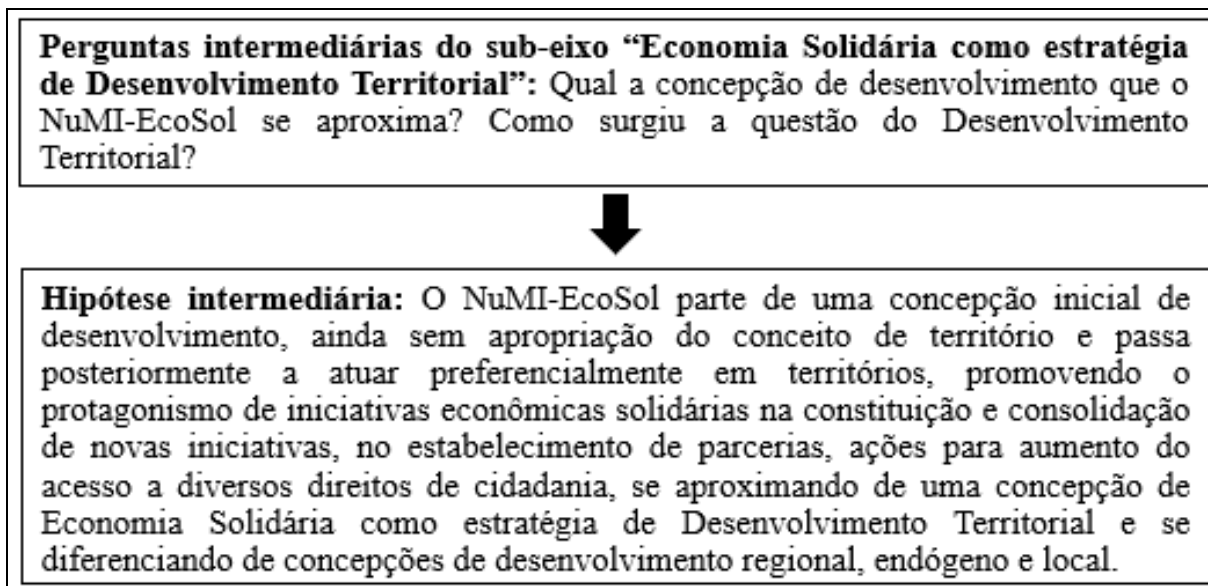 Perguntas intermediárias do sub-eixo “Economia Solidária como estratégia
de Desenvolvimento Territorial”: Qual a concepção de desenvolvimento que o
NuMI-EcoSol se aproxima? Como surgiu a questão do Desenvolvimento
Territorial?
Hipótese intermediária: O NuMI-EcoSol parte de uma concepção inicial de
desenvolvimento, ainda sem apropriação do conceito de território e passa
posteriormente a atuar preferencialmente em territórios, promovendo o
protagonismo de iniciativas econômicas solidárias na constituição e consolidação
de novas iniciativas, no estabelecimento de parcerias, ações para aumento do
acesso a diversos direitos de cidadania, se aproximando de uma concepção de
Economia Solidária como estratégia de Desenvolvimento Territorial e se
diferenciando de concepções de desenvolvimento regional, endógeno e local.